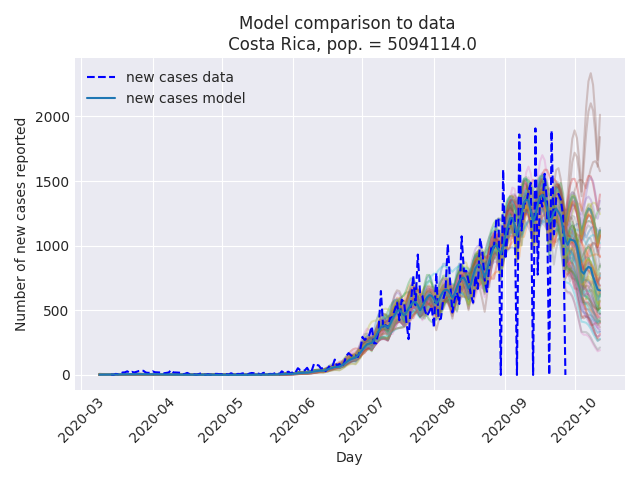 Model comparison to data
Costa Rica, pop. = 5094114.0
new cases data
new cases model
Number of new cases reported
2000
1500
1000
500
0
2020-03
2020-04
2020-05
2020-06
2020-07
2020-08
2020-09
2020-10
Day